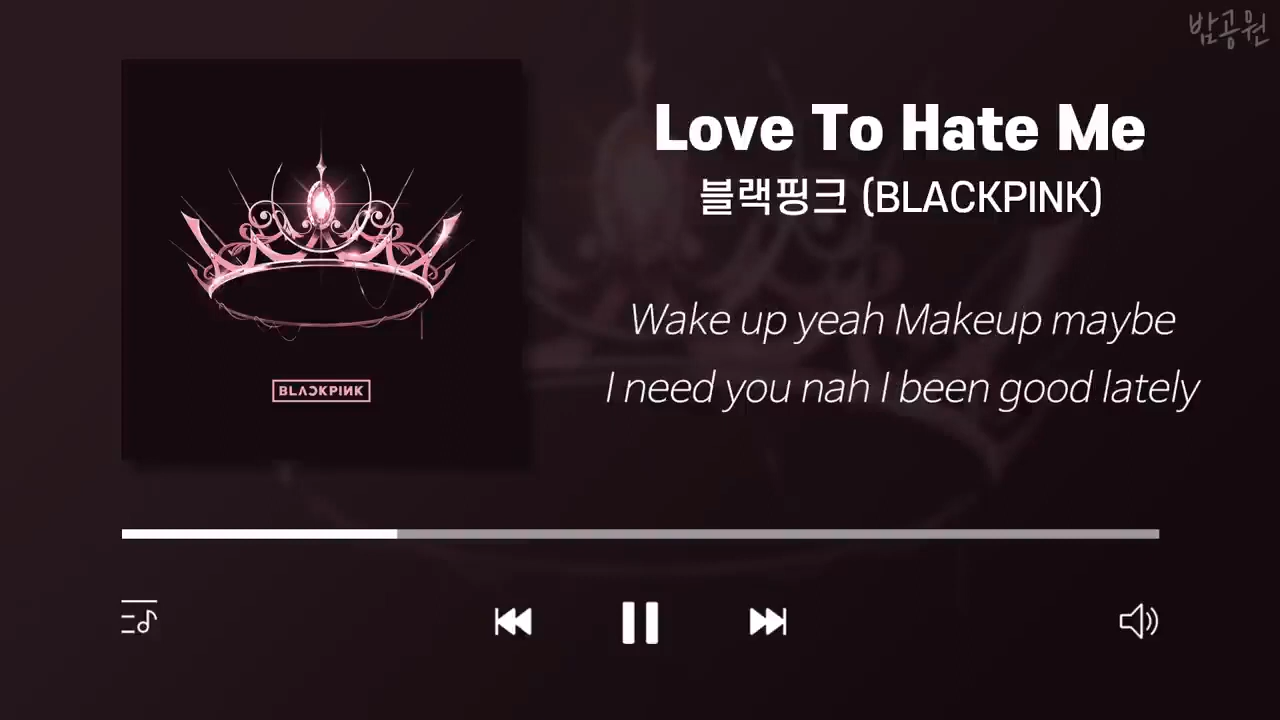 밤공원
Love To Hate Me
블랙핑크 (BLACKPINK)
Wake up yeah Makeup maybe
I need you nah I been good lately
BLACKPINK